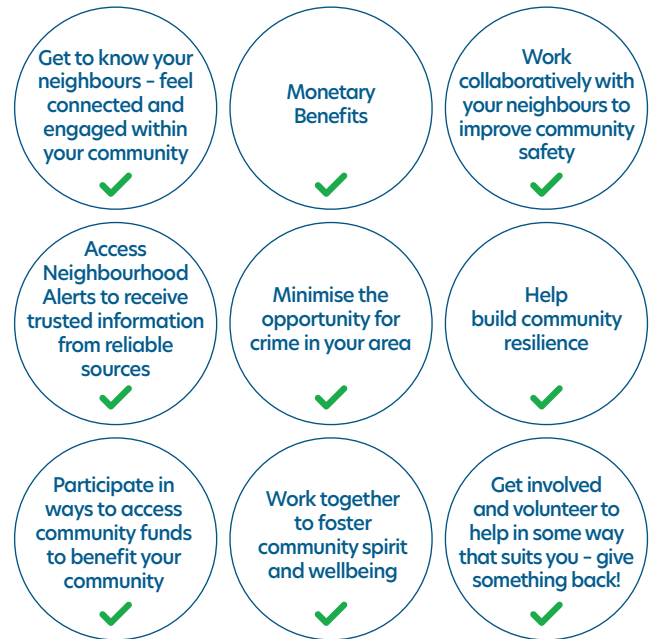 Get to know your
neighbours – feel
connected and
engaged within
your community
Monetary
Benefits
Work
collaboratively with
your neighbours to
improve community
safety
Access
Neighbourhood
Alerts to receive
trusted information
from reliable
sources
Minimise the
opportunity for
crime in your area
Help
build community
resilience
Participate in
ways to access
community funds
to benefit your
community
Work together
to foster
community spirit
and wellbeing
Get involved
and volunteer to
help in some way
that suits you – give
something back!